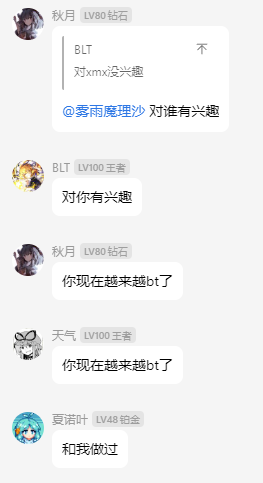 秋月 LV80 钻石
BLT
对xmx没兴趣
@雾雨魔理沙 对谁有兴趣
BLT LV100 王者
对你有兴趣
秋月 LV80 钻石
你现在越来越bt了
天气 LV100 王者
你现在越来越bt了
夏诺叶 LV48 铂金
和我做过